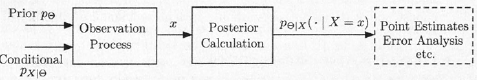 Prior p_Θ
Conditional
p_{X|Θ}
Observation
Process
x
Posterior
Calculation
p_{Θ|X}( · | X = x)
Point Estimates
Error Analysis
etc.